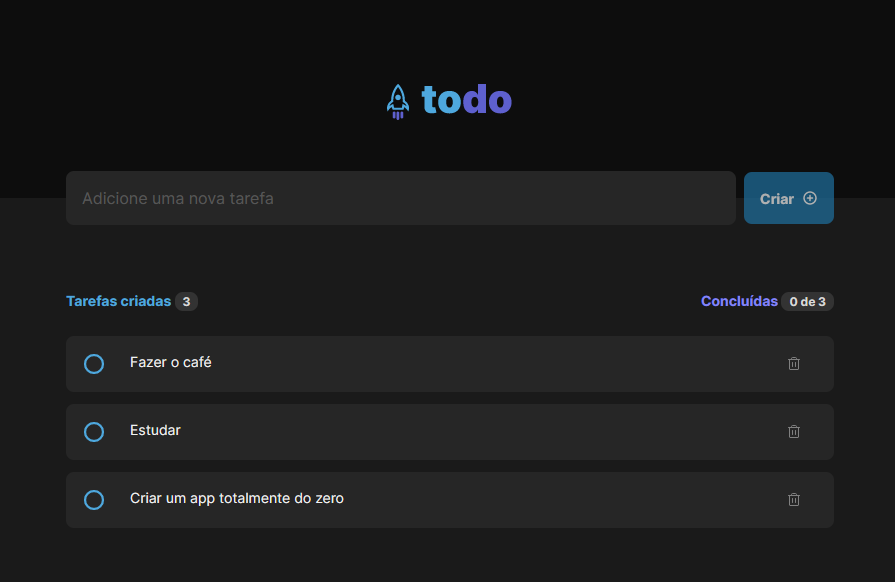 todo
Adicione uma nova tarefa
Criar
Tarefas criadas 3
Concluídas 0 de 3
Fazer o café
Estudar
Criar um app totalmente do zero